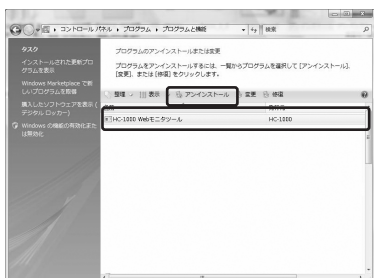 コントロール パネル ▸ プログラム ▸ プログラムと機能
検索
タスク
インストールされた更新プログラムを表示
Windows Marketplace で新しいプログラムを取得
購入したソフトウェアを表示 (デジタル ロッカー)
Windows の機能の有効化または無効化
プログラムのアンインストールまたは変更
プログラムをアンインストールするには、一覧からプログラムを選択して [アンインストール]、
[変更]、または [修復] をクリックします。
整理 表示 アンインストール 変更 修復
HC-1000 Webモニタツール HC-1000